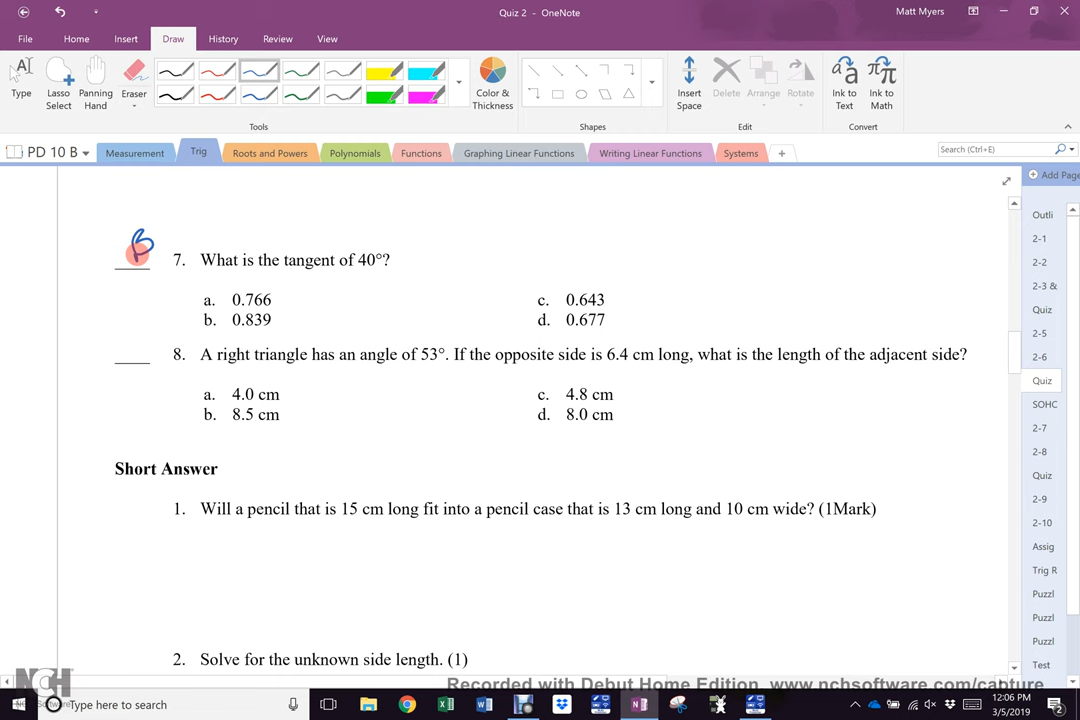 Quiz 2 - OneNote
Matt Myers
File Home Insert Draw History Review View
Type Lasso Select Panning Hand Eraser Color & Thickness Insert Space Delete Arrange Rotate Ink to Text Ink to Math
Tools Shapes Edit Convert
PD 10 B Measurement Trig Roots and Powers Polynomials Functions Graphing Linear Functions Writing Linear Functions Systems + Search (Ctrl+E)
Add Page
Outli
2-1
2-2
2-3 &
Quiz
2-5
2-6
Quiz
SOHC
2-7
2-8
Quiz
2-9
2-10
Assig
Trig R
Puzzl
Puzzl
Puzzl
Test
B
7. What is the tangent of 40°?
a. 0.766 c. 0.643
b. 0.839 d. 0.677
8. A right triangle has an angle of 53°. If the opposite side is 6.4 cm long, what is the length of the adjacent side?
a. 4.0 cm c. 4.8 cm
b. 8.5 cm d. 8.0 cm
Short Answer
1. Will a pencil that is 15 cm long fit into a pencil case that is 13 cm long and 10 cm wide? (1Mark)
2. Solve for the unknown side length. (1)
Recorded with Debut Home Edition www.nchsoftware.com/capture
NCH Software
Type here to search
12:06 PM
3/5/2019